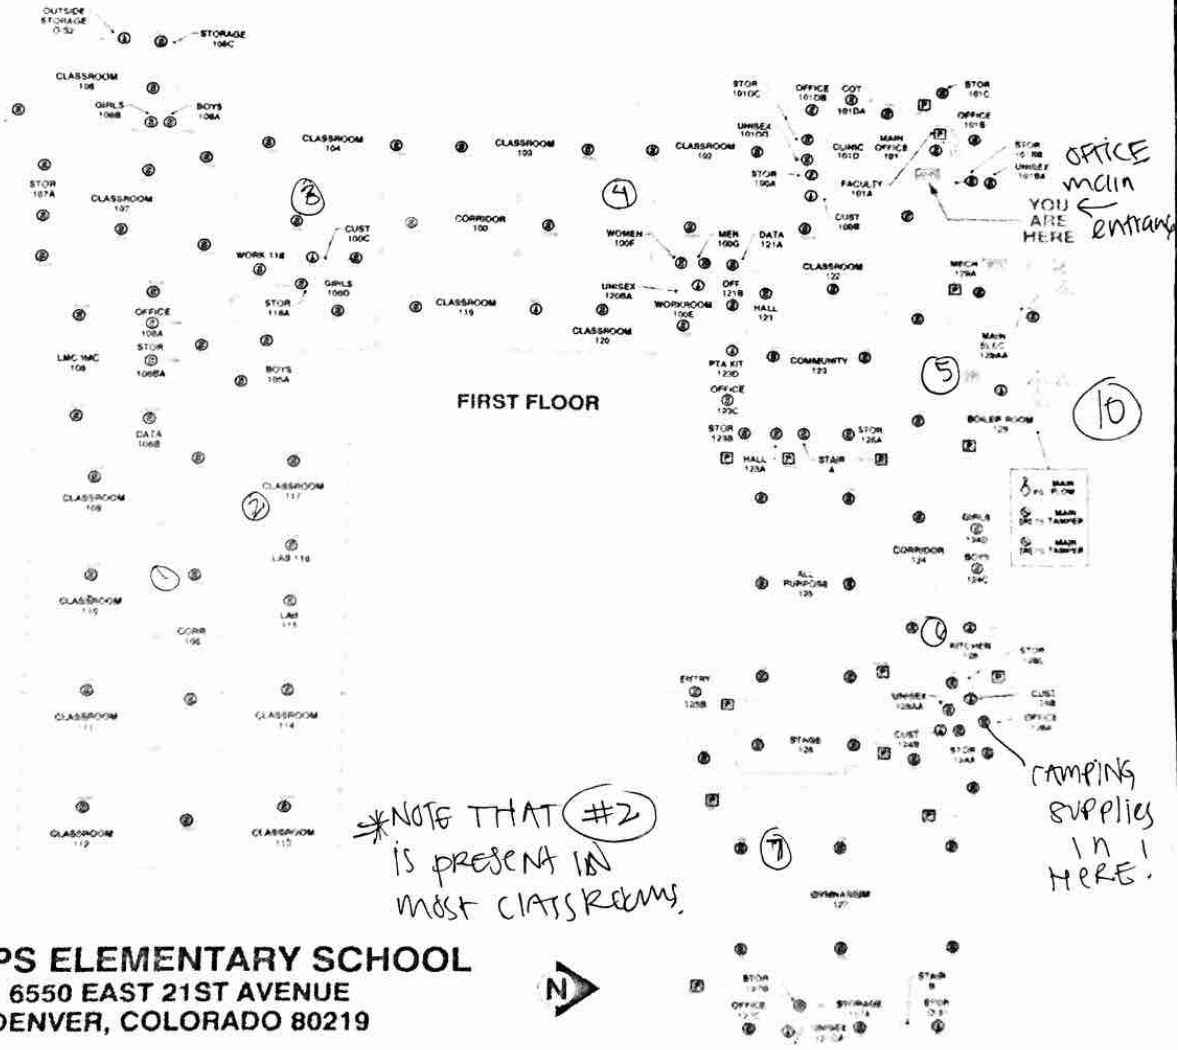 OUTSIDE
STORAGE
STORAGE
106C
CLASSROOM
106
GIRLS
106B
BOYS
106A
CLASSROOM
104
CLASSROOM
103
CLASSROOM
102
STOR
101DC
OFFICE
101DB
COT
101DA
STOR
101C
UNISEX
101DD
CLINIC
101D
MAIN
OFFICE
101
OFFICE
101B
STOR
UNISEX
101BA
STOR
100A
FACULTY
101A
CUST
100B
OFFICE
main
entrance
YOU
ARE
HERE
STOR
107A
CLASSROOM
107
3
4
CORRIDOR
100
CUST
100C
WORK 118
STOR
118A
GIRLS
WOMEN
100F
MEN
100G
DATA
121A
UNISEX
120BA
WORKROOM
100E
OFF
121B
HALL
121
CLASSROOM
122
MECH
129A
MAIN
ELEC
129AA
CLASSROOM
119
CLASSROOM
120
OFFICE
108A
STOR
108BA
LMC IMC
108
BOYS
105A
DATA
108B
FIRST FLOOR
PTA KIT
123D
COMMUNITY
123
OFFICE
123C
STOR
123B
HALL
123A
STAIR
A
STOR
125A
5
10
BOILER ROOM
129
MAIN
FLOW
MAIN
TAMPER
MAIN
TAMPER
CLASSROOM
109
CLASSROOM
117
2
LAB 116
CLASSROOM
110
LAB
115
CORR
105
CORRIDOR
124
GIRLS
124D
BOYS
124C
ALL
PURPOSE
125
KITCHEN
128
STOR
CUST
OFFICE
UNISEX
128AA
CUST
124B
STOR
124A
ENTRY
125B
STAGE
126
CLASSROOM
111
CLASSROOM
114
CLASSROOM
112
CLASSROOM
113
*NOTE THAT #2
is PRESENT IN
most CLASSROOMS.
CAMPING
supplies
in
HERE!
7
GYMNASIUM
127
PS ELEMENTARY SCHOOL
6550 EAST 21ST AVENUE
DENVER, COLORADO 80219
N
STOR
127B
OFFICE
127C
UNISEX
STORAGE
127A
STAIR
B
STOR